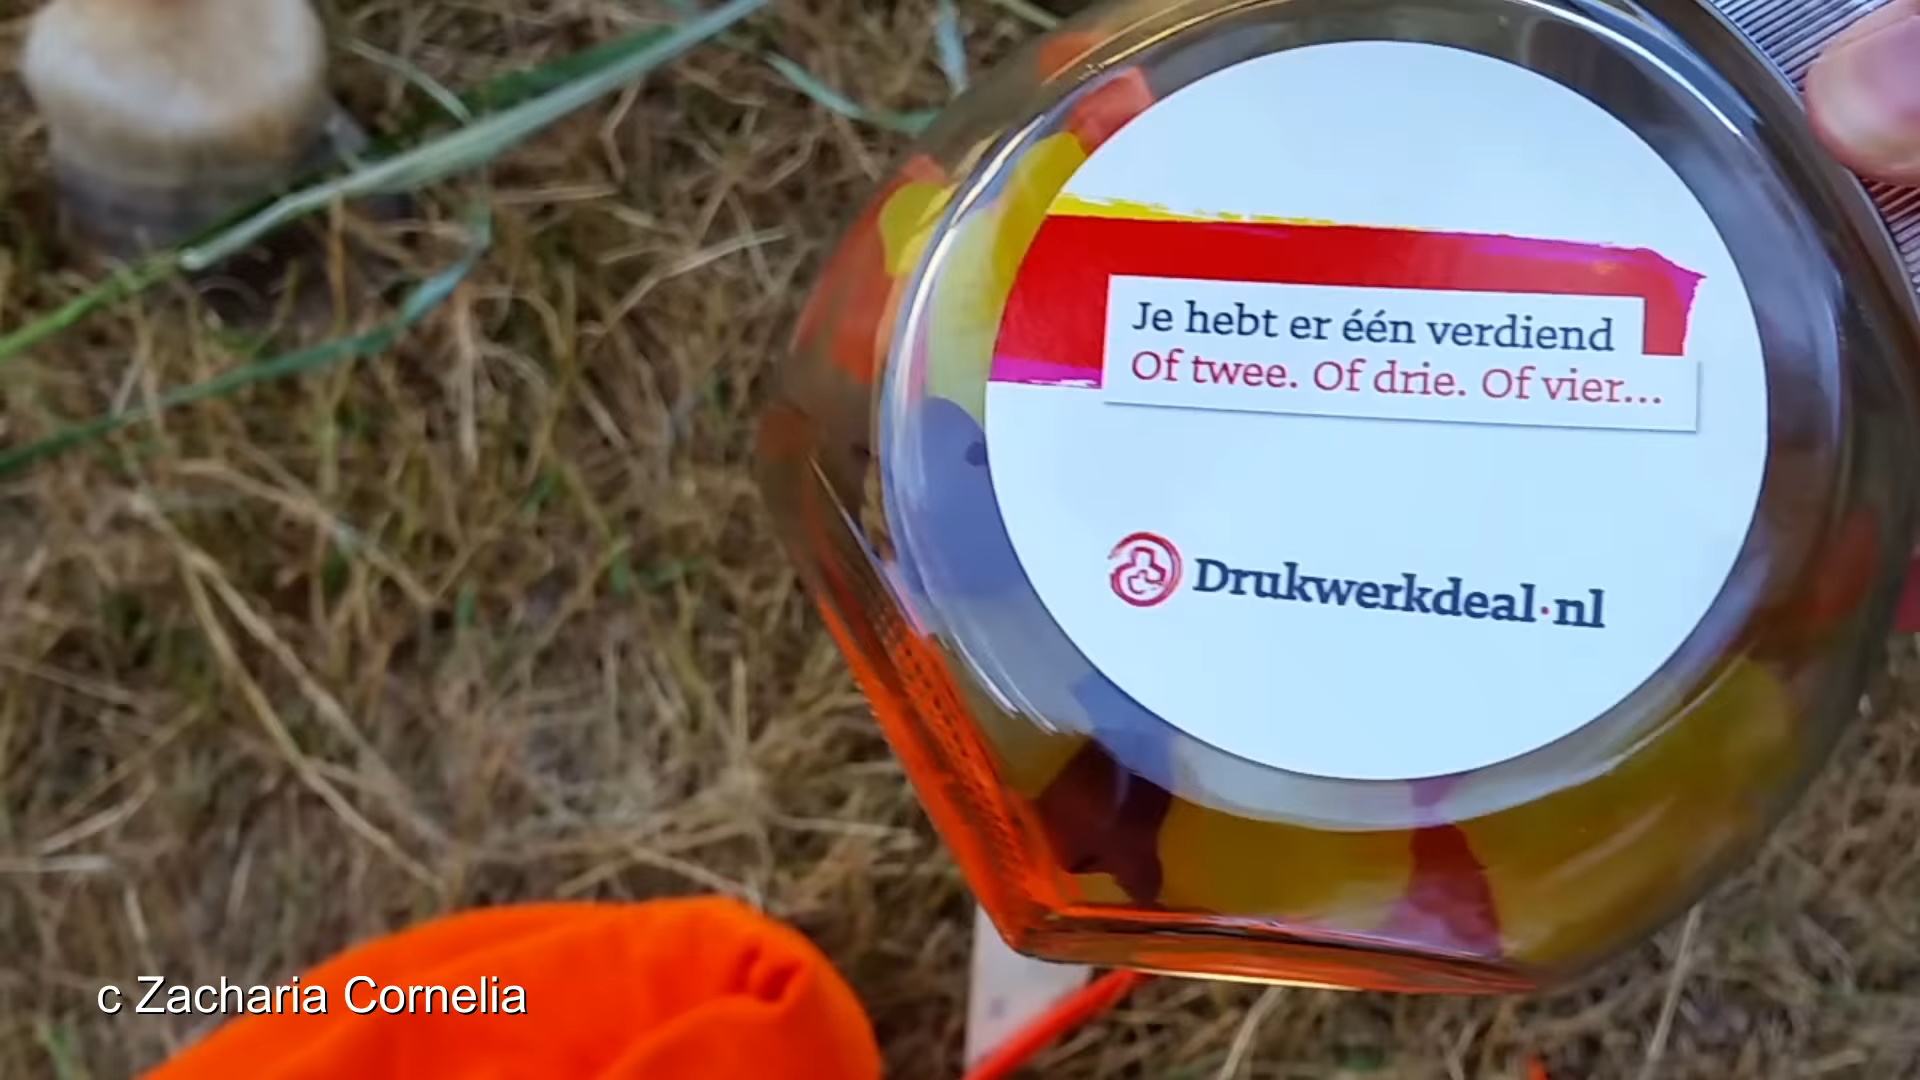 Je hebt er één verdiend
Of twee. Of drie. Of vier...
Drukwerkdeal.nl
c Zacharia Cornelia